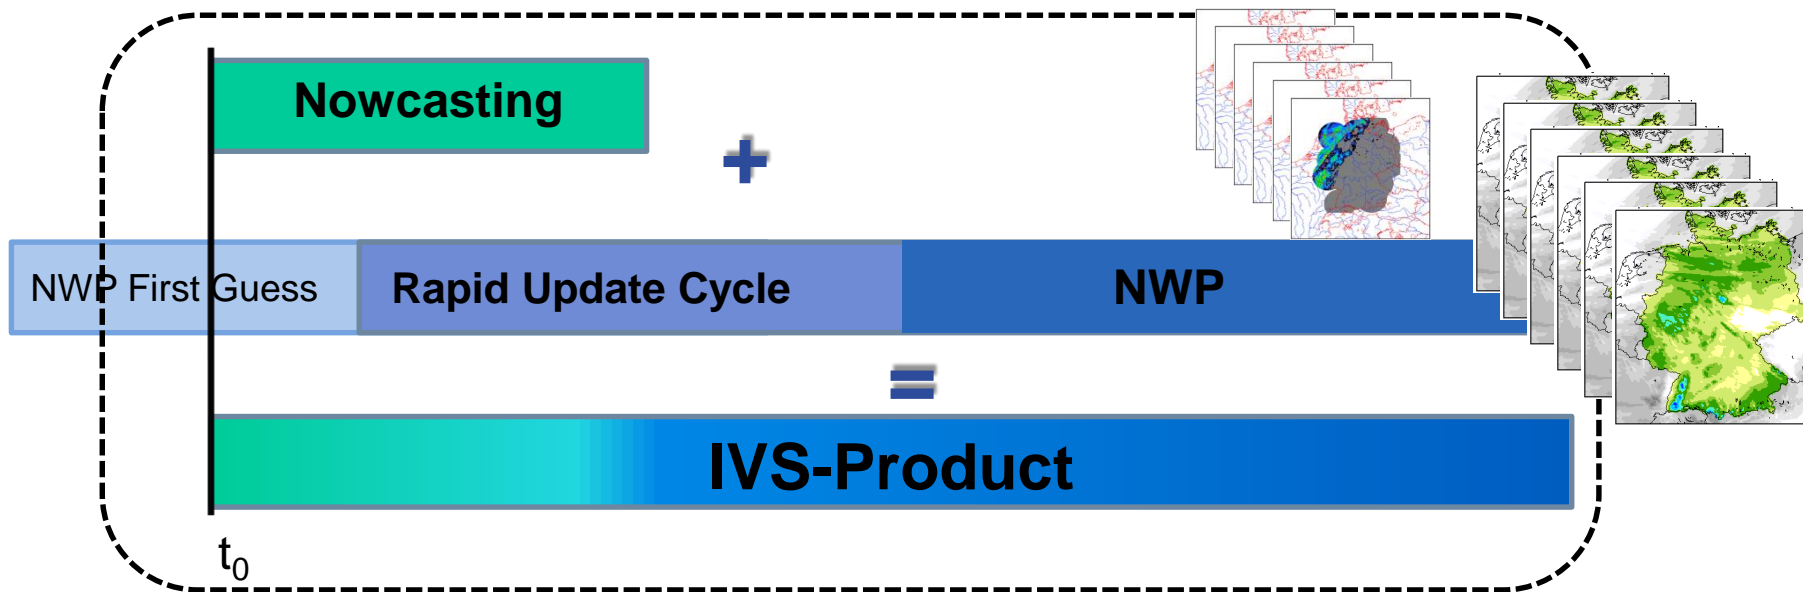 Nowcasting
+
NWP First Guess
Rapid Update Cycle
NWP
=
IVS-Product
t₀